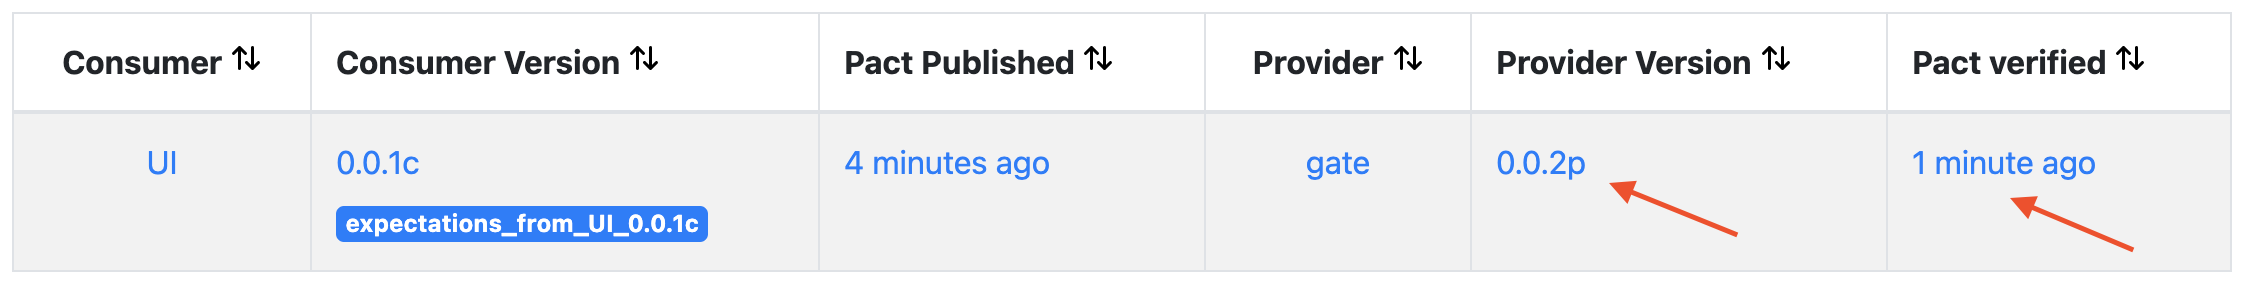 Consumer Consumer Version Pact Published Provider Provider Version Pact verified
UI 0.0.1c 4 minutes ago gate 0.0.2p 1 minute ago
expectations_from_UI_0.0.1c